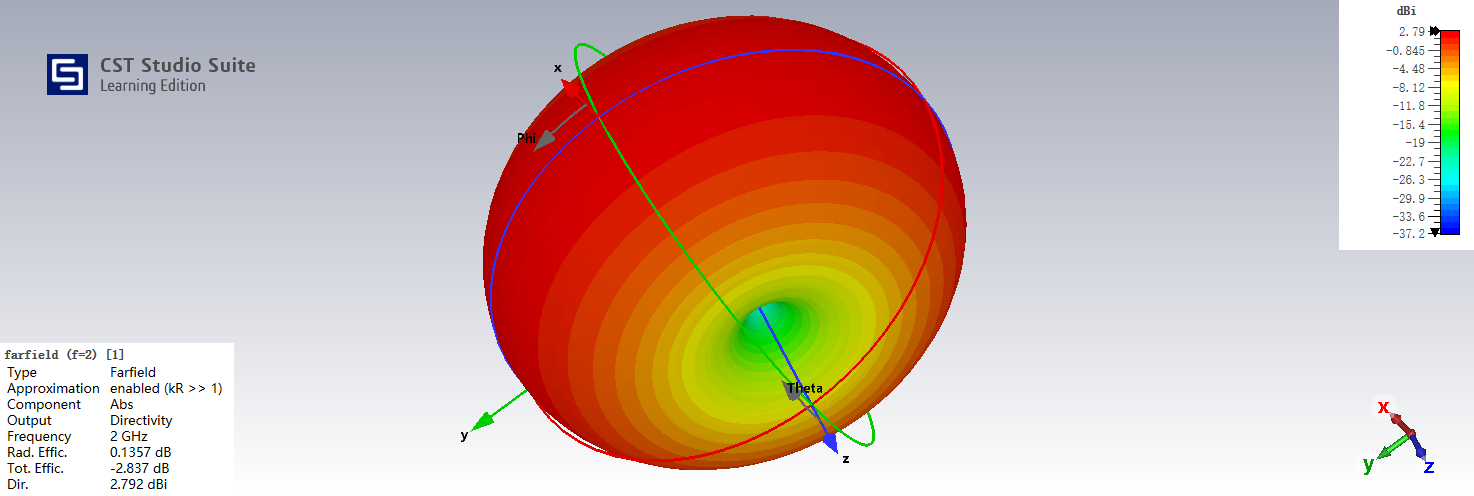 CST Studio Suite
Learning Edition
x
Phi
Theta
y
z
dBi
2.79
-0.845
-4.48
-8.12
-11.8
-15.4
-19
-22.7
-26.3
-29.9
-33.6
-37.2
farfield (f=2) [1]
Type Farfield
Approximation enabled (kR >> 1)
Component Abs
Output Directivity
Frequency 2 GHz
Rad. Effic. 0.1357 dB
Tot. Effic. -2.837 dB
Dir. 2.792 dBi
x
y
z